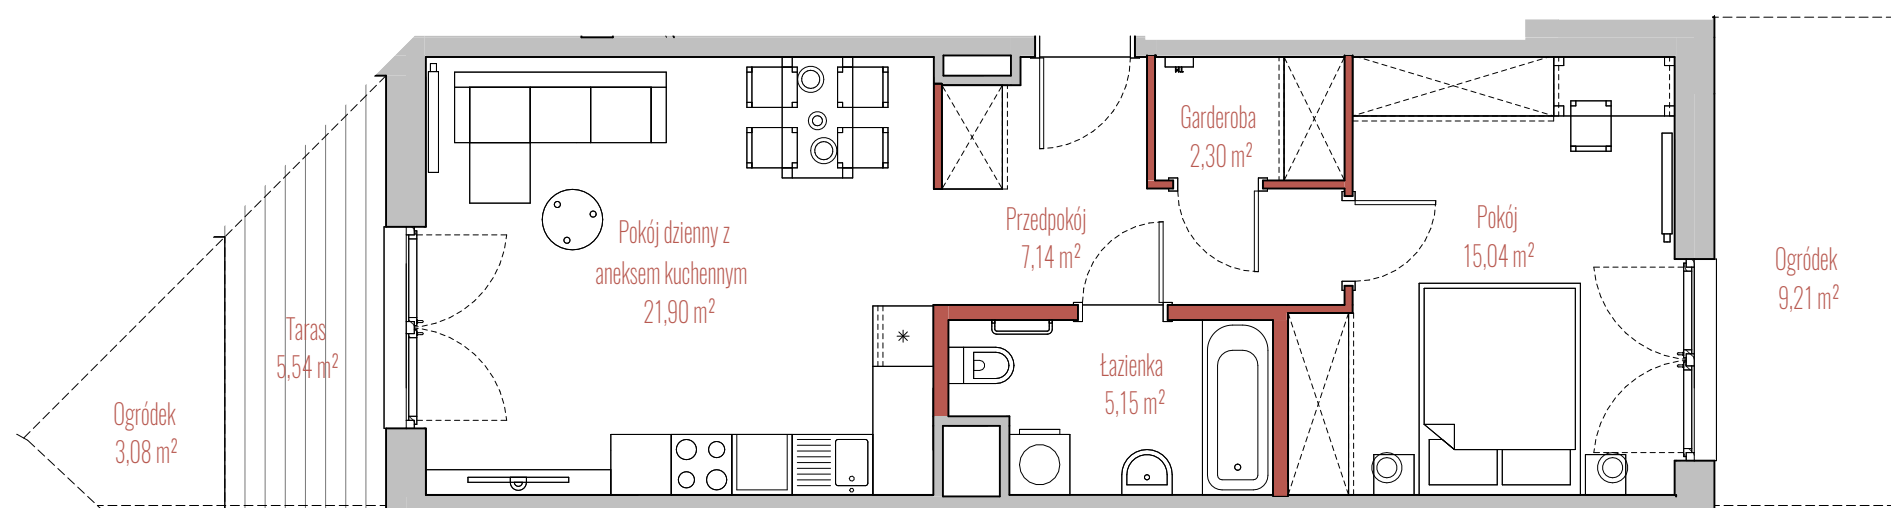 Garderoba
2,30 m²
Przedpokój
7,14 m²
Pokój
15,04 m²
Pokój dzienny z
aneksem kuchennym
21,90 m²
Ogródek
9,21 m²
Taras
5,54 m²
Łazienka
5,15 m²
Ogródek
3,08 m²